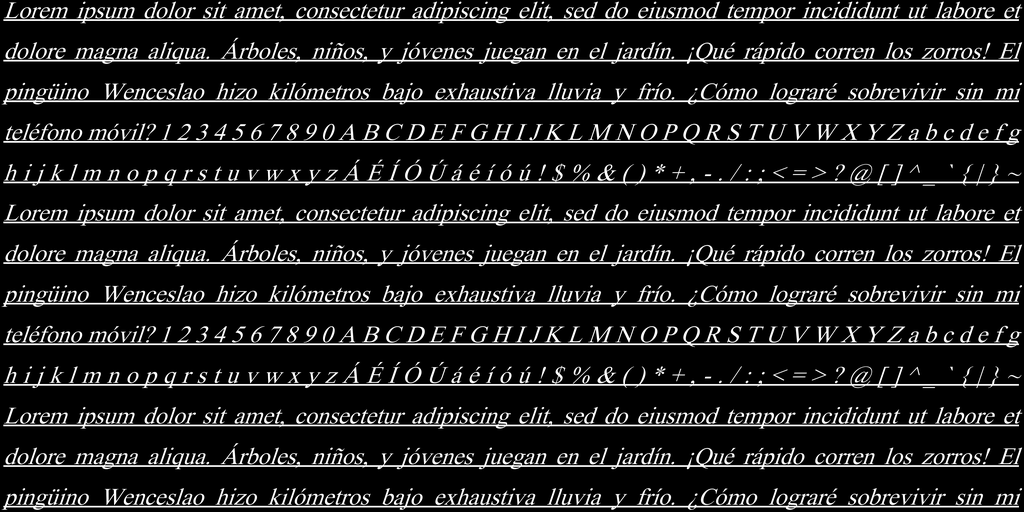 Lorem ipsum dolor sit amet, consectetur adipiscing elit, sed do eiusmod tempor incididunt ut labore et
dolore magna aliqua. Árboles, niños, y jóvenes juegan en el jardín. ¡Qué rápido corren los zorros! El
pingüino Wenceslao hizo kilómetros bajo exhaustiva lluvia y frío. ¿Cómo lograré sobrevivir sin mi
teléfono móvil? 1 2 3 4 5 6 7 8 9 0 A B C D E F G H I J K L M N O P Q R S T U V W X Y Z a b c d e f g
h i j k l m n o p q r s t u v w x y z Á É Í Ó Ú á é í ó ú ! $ % & ( ) * + , - . / : ; < = > ? @ [ ] ^ _ ` { | } ~
Lorem ipsum dolor sit amet, consectetur adipiscing elit, sed do eiusmod tempor incididunt ut labore et
dolore magna aliqua. Árboles, niños, y jóvenes juegan en el jardín. ¡Qué rápido corren los zorros! El
pingüino Wenceslao hizo kilómetros bajo exhaustiva lluvia y frío. ¿Cómo lograré sobrevivir sin mi
teléfono móvil? 1 2 3 4 5 6 7 8 9 0 A B C D E F G H I J K L M N O P Q R S T U V W X Y Z a b c d e f g
h i j k l m n o p q r s t u v w x y z Á É Í Ó Ú á é í ó ú ! $ % & ( ) * + , - . / : ; < = > ? @ [ ] ^ _ ` { | } ~
Lorem ipsum dolor sit amet, consectetur adipiscing elit, sed do eiusmod tempor incididunt ut labore et
dolore magna aliqua. Árboles, niños, y jóvenes juegan en el jardín. ¡Qué rápido corren los zorros! El
pingüino Wenceslao hizo kilómetros bajo exhaustiva lluvia y frío. ¿Cómo lograré sobrevivir sin mi